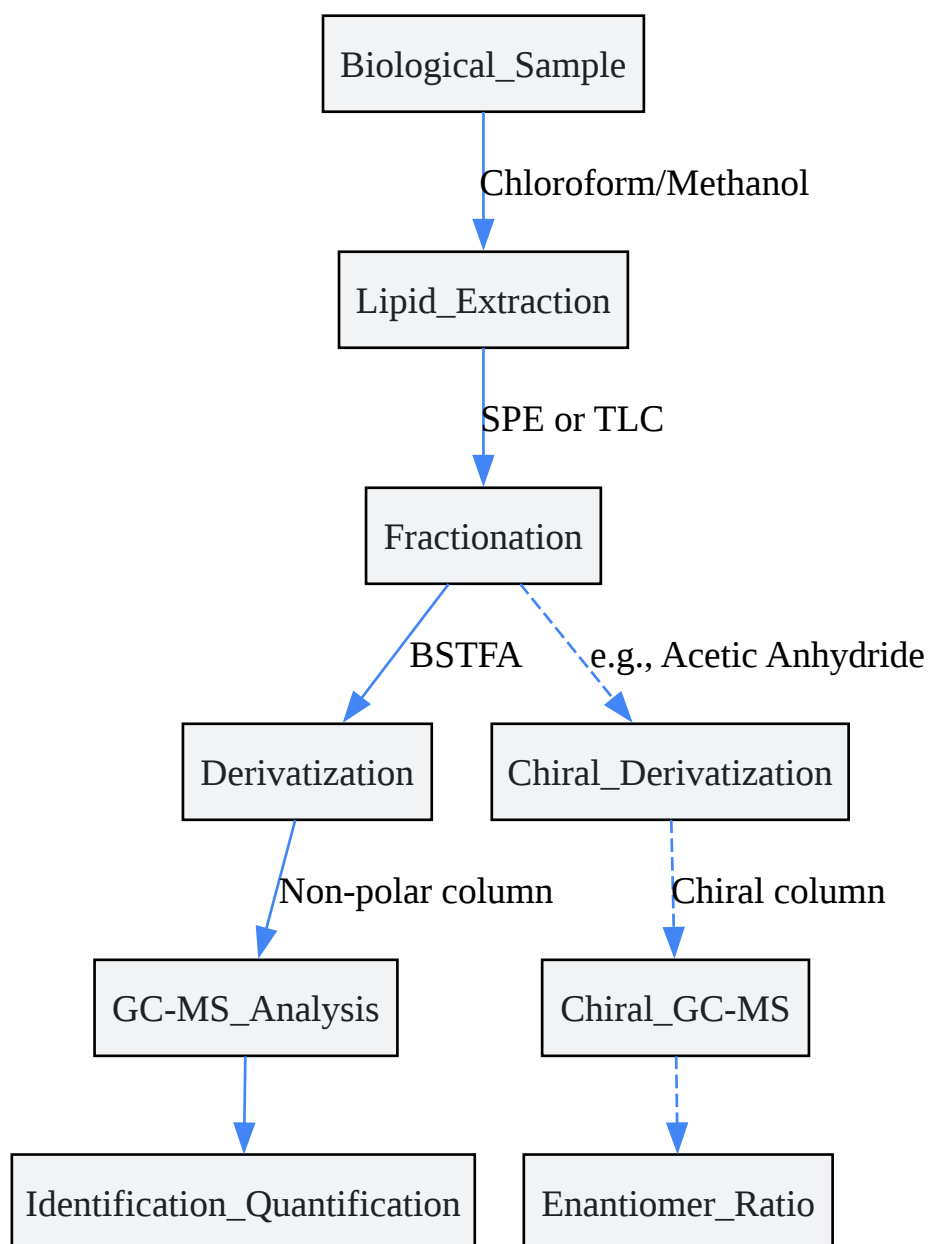 Biological_Sample
Chloroform/Methanol
Lipid_Extraction
SPE or TLC
Fractionation
BSTFA
e.g., Acetic Anhydride
Derivatization
Chiral_Derivatization
Non-polar column
Chiral column
GC-MS_Analysis
Chiral_GC-MS
Identification_Quantification
Enantiomer_Ratio